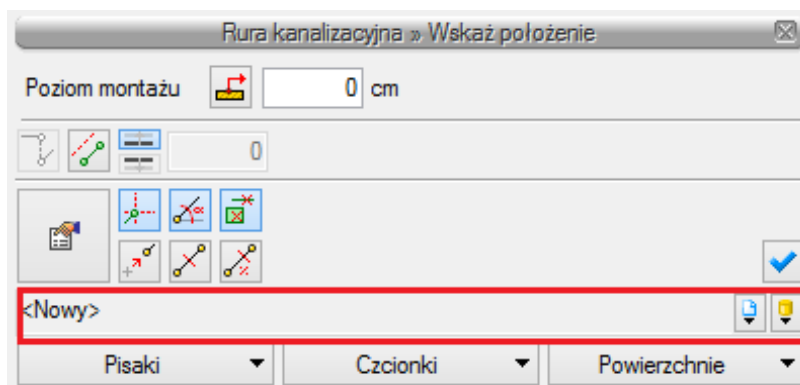 Rura kanalizacyjna » Wskaż położenie
Poziom montażu 0 cm
0
<Nowy>
Pisaki Czcionki Powierzchnie